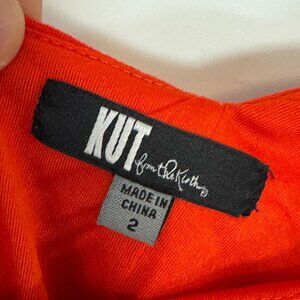 KUT
from the Kloth
MADE IN
CHINA
2